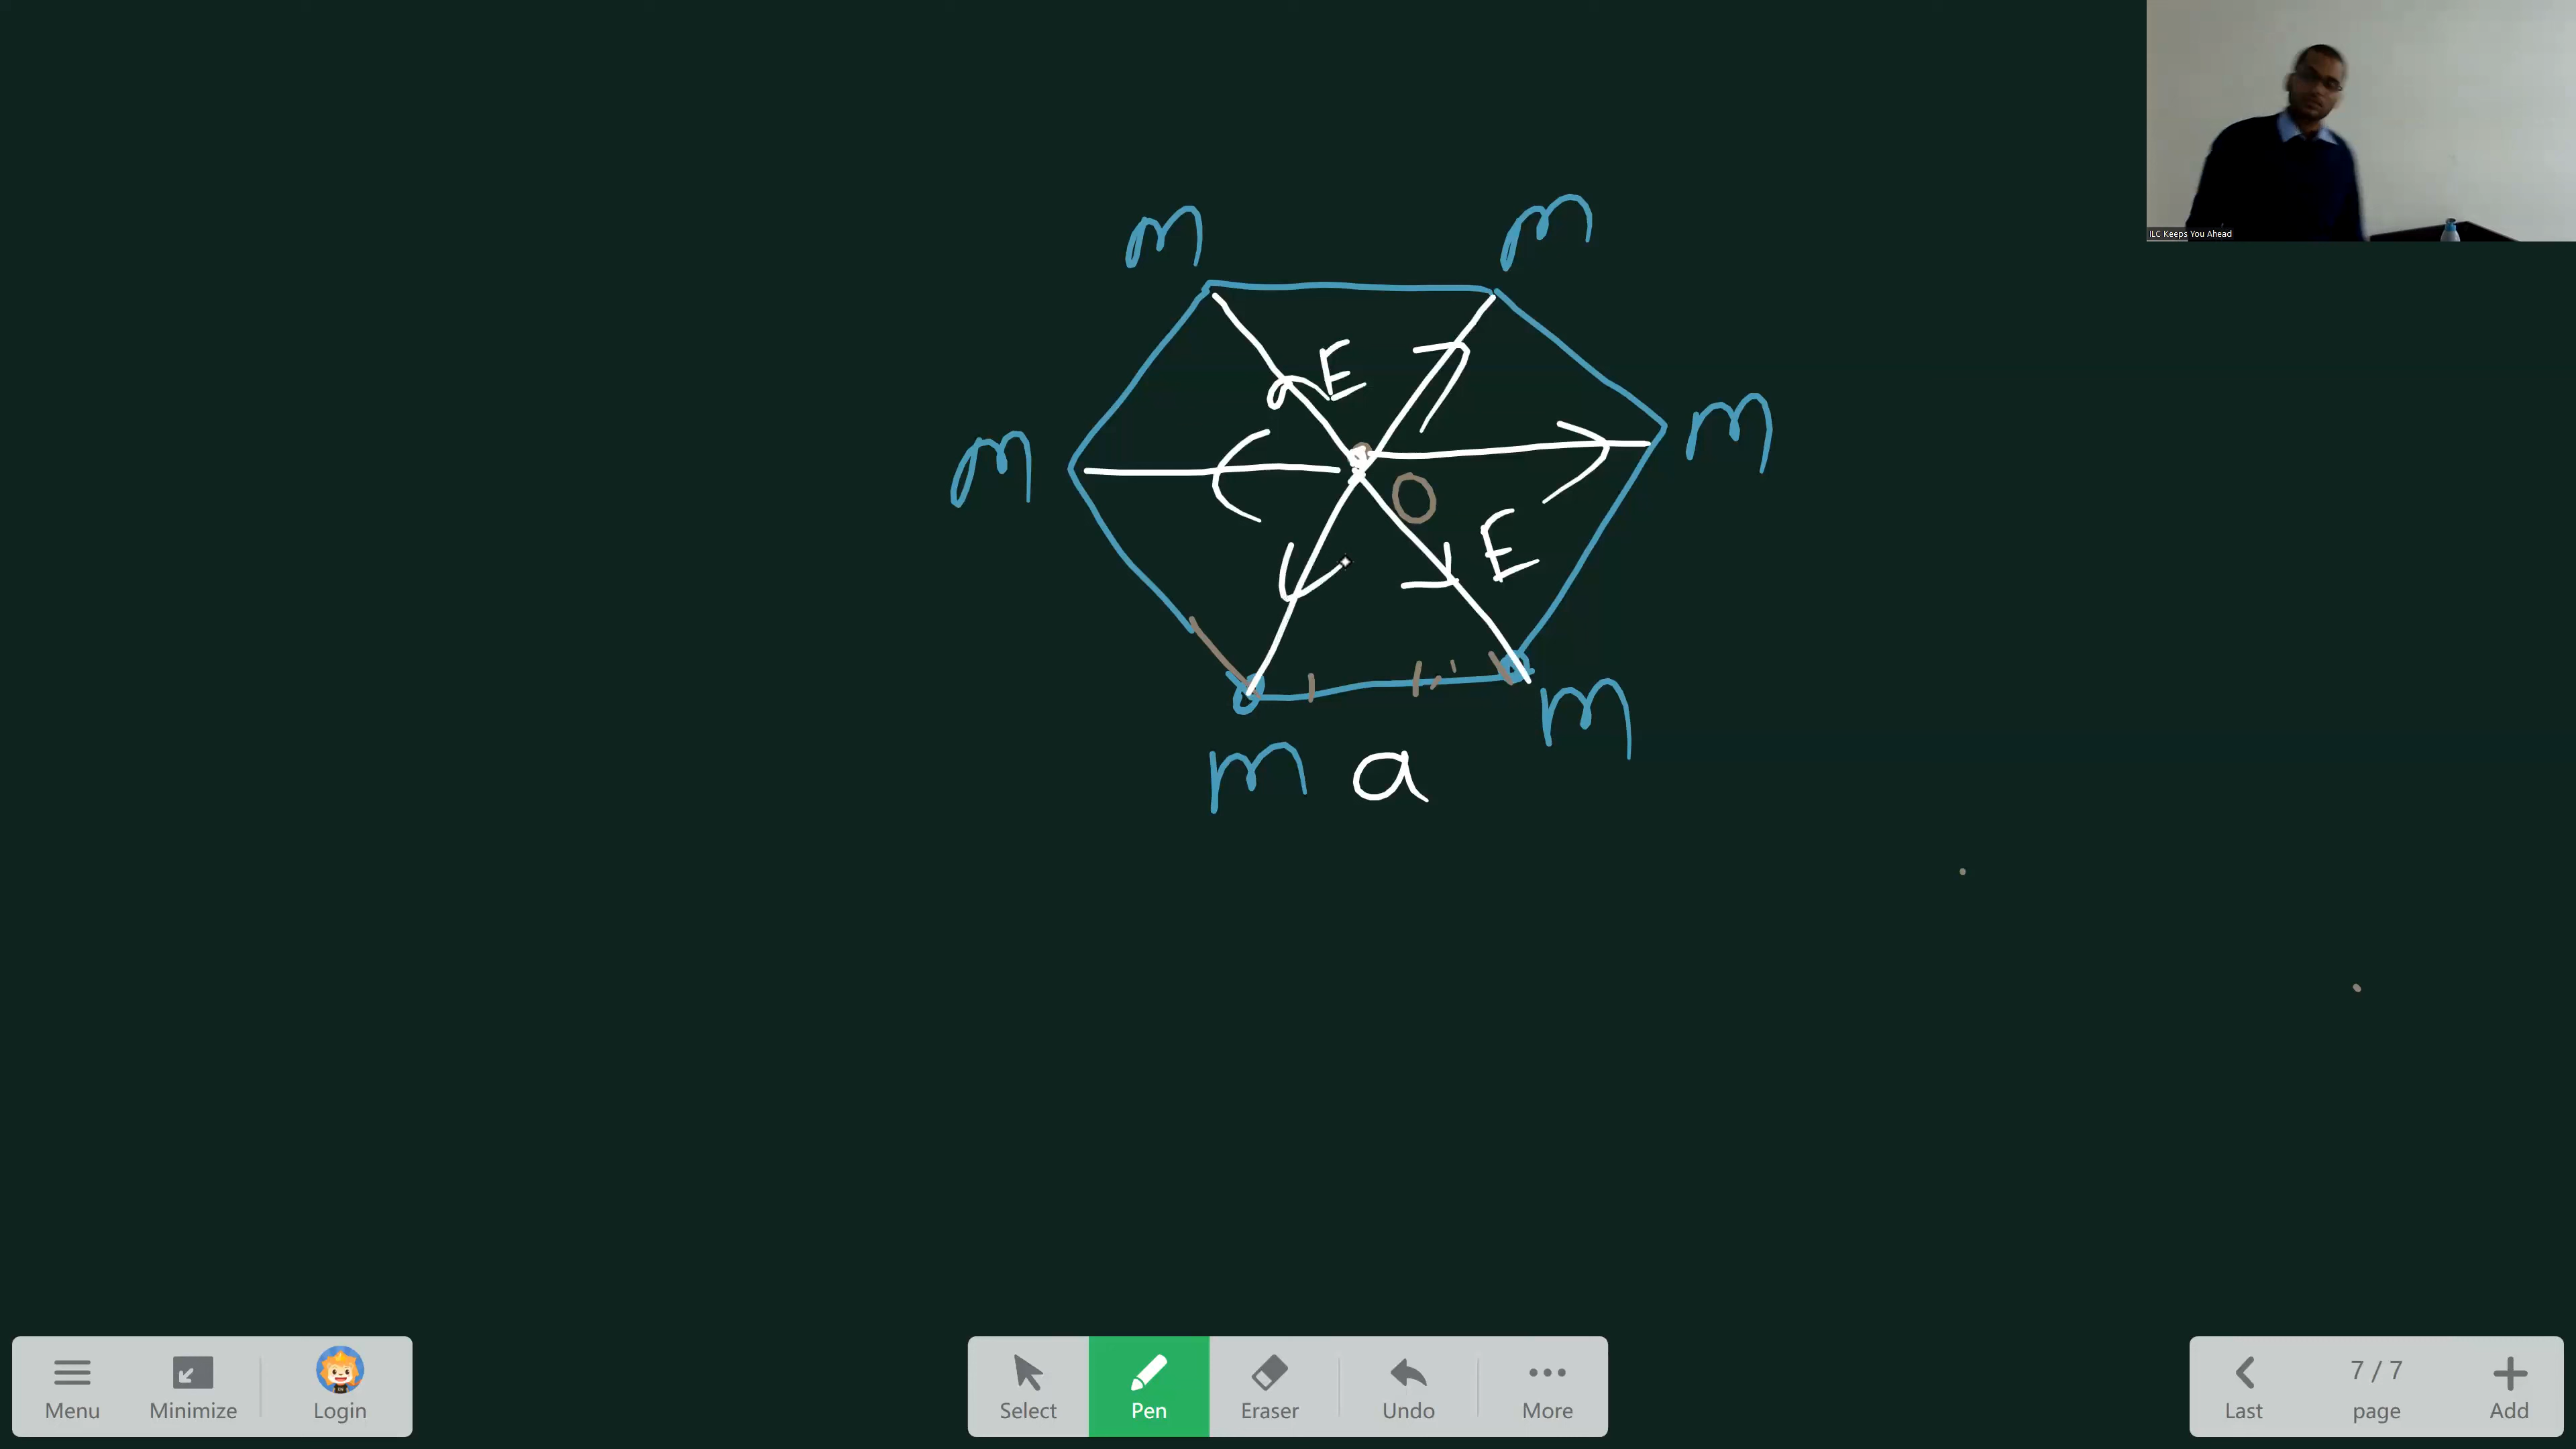 ILC Keeps You Ahead
m m
E
m m
O
E
m
m a
Menu Minimize Login Select Pen Eraser Undo More Last 7 / 7 page Add